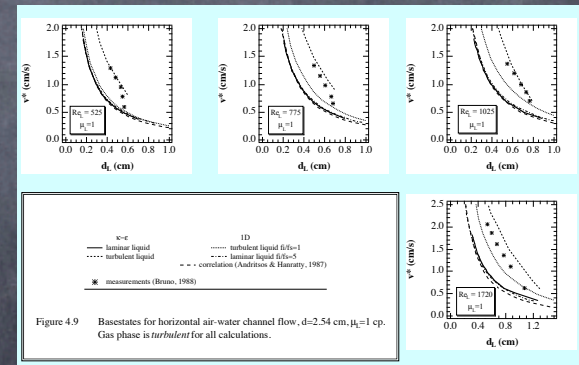 2.0
1.5
1.0
0.5
0.0
v* (cm/s)
Re_L = 525
μ_L=1
0.0 0.2 0.4 0.6 0.8 1.0
d_L (cm)
2.0
1.5
1.0
0.5
0.0
v* (cm/s)
Re_L = 775
μ_L=1
0.0 0.2 0.4 0.6 0.8 1.0
d_L (cm)
2.0
1.5
1.0
0.5
0.0
v* (cm/s)
Re_L = 1025
μ_L=1
0.0 0.2 0.4 0.6 0.8 1.0
d_L (cm)
κ-ε 1D
laminar liquid turbulent liquid fi/fs=1
turbulent liquid laminar liquid fi/fs=5
correlation (Andritsos & Hanratty, 1987)
measurements (Bruno, 1988)
Figure 4.9 Basestates for horizontal air-water channel flow, d=2.54 cm, μ_L=1 cp.
Gas phase is turbulent for all calculations.
2.5
2.0
1.5
1.0
0.5
0.0
v* (cm/s)
Re_L = 1720
μ_L=1
0.0 0.4 0.8 1.2
d_L (cm)